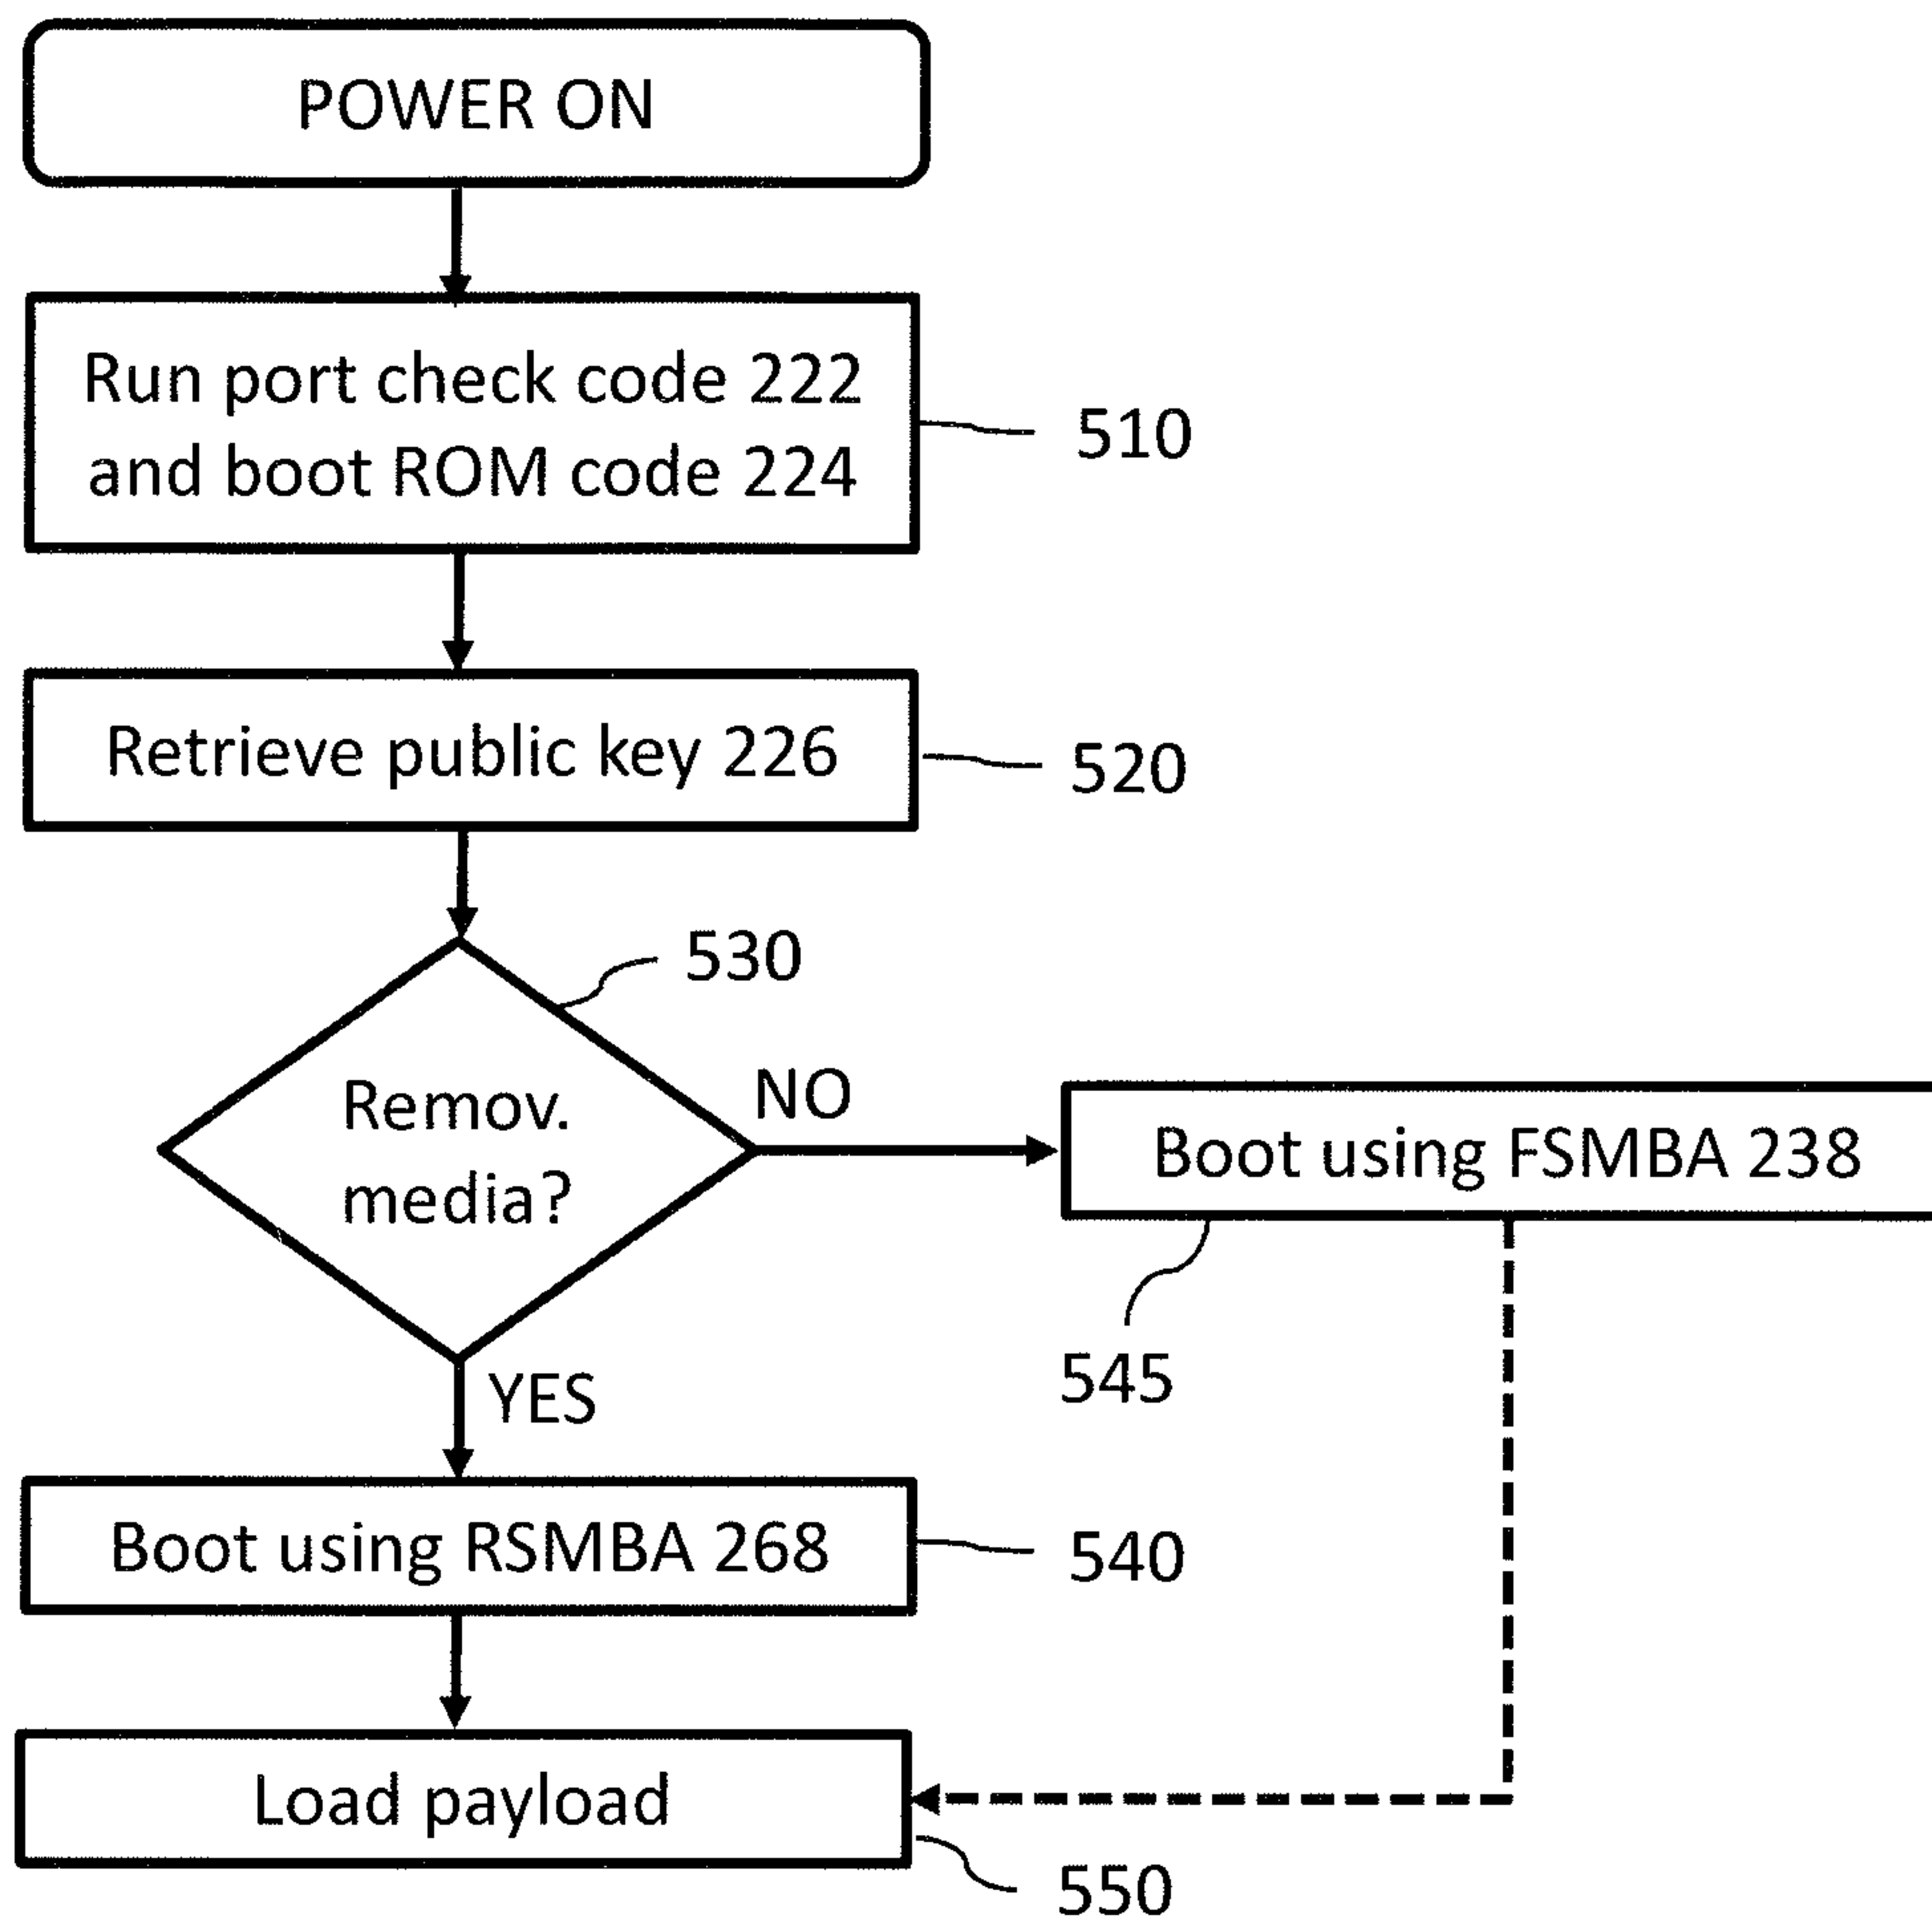 POWER ON
Run port check code 222
and boot ROM code 224
510
Retrieve public key 226
520
530
Remov.
media?
NO
Boot using FSMBA 238
545
YES
Boot using RSMBA 268
540
Load payload
550